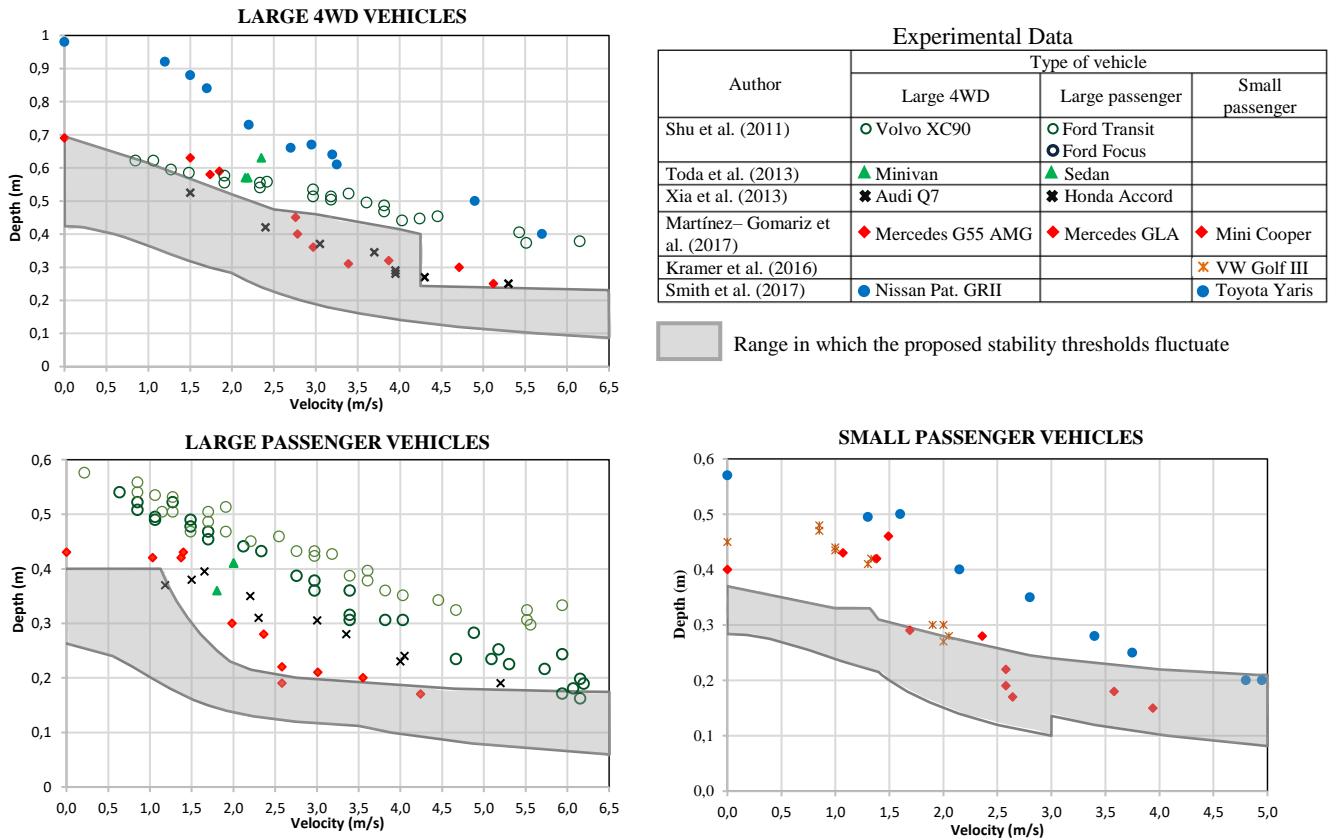 LARGE 4WD VEHICLES
1
0,9
0,8
0,7
0,6
0,5
0,4
0,3
0,2
0,1
0
Depth (m)
0,0 0,5 1,0 1,5 2,0 2,5 3,0 3,5 4,0 4,5 5,0 5,5 6,0 6,5
Velocity (m/s)
Experimental Data
Author
Type of vehicle
Large 4WD
Large passenger
Small
passenger
Shu et al. (2011)
Volvo XC90
Ford Transit
Ford Focus
Toda et al. (2013)
Minivan
Sedan
Xia et al. (2013)
Audi Q7
Honda Accord
Martínez– Gomariz et
al. (2017)
Mercedes G55 AMG
Mercedes GLA
Mini Cooper
Kramer et al. (2016)
VW Golf III
Smith et al. (2017)
Nissan Pat. GRII
Toyota Yaris
Range in which the proposed stability thresholds fluctuate
LARGE PASSENGER VEHICLES
0,6
0,5
0,4
0,3
0,2
0,1
0,0
Depth (m)
0,0 0,5 1,0 1,5 2,0 2,5 3,0 3,5 4,0 4,5 5,0 5,5 6,0 6,5
Velocity (m/s)
SMALL PASSENGER VEHICLES
0,6
0,5
0,4
0,3
0,2
0,1
0,0
Depth (m)
0,0 0,5 1,0 1,5 2,0 2,5 3,0 3,5 4,0 4,5 5,0
Velocity (m/s)